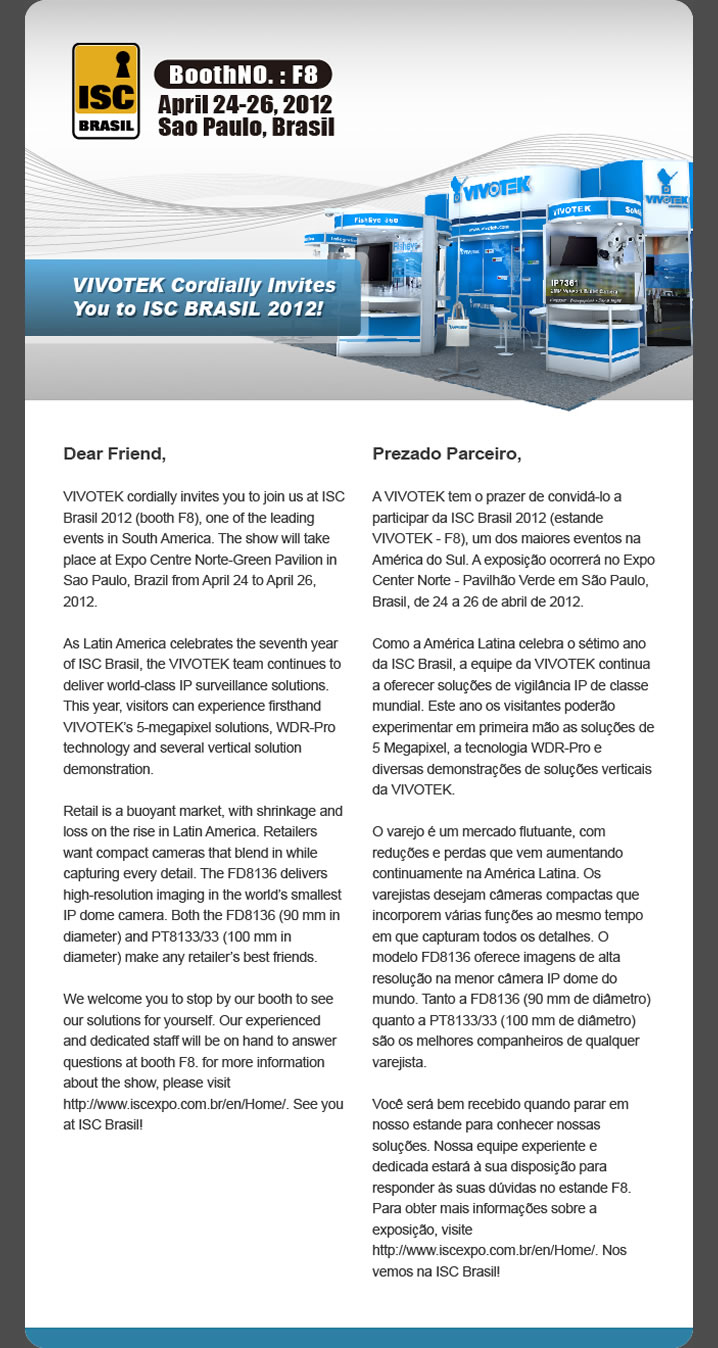 ISC
BRASIL
BoothNO. : F8
April 24-26, 2012
Sao Paulo, Brasil
VIVOTEK
VIVOTEK
FishEye 360
VIVOTEK
www.vivotek.com
Fisheye
IP7361
VIVOTEK
VIVOTEK Cordially Invites
You to ISC BRASIL 2012!
Dear Friend,
VIVOTEK cordially invites you to join us at ISC
Brasil 2012 (booth F8), one of the leading
events in South America. The show will take
place at Expo Centre Norte-Green Pavilion in
Sao Paulo, Brazil from April 24 to April 26,
2012.
As Latin America celebrates the seventh year
of ISC Brasil, the VIVOTEK team continues to
deliver world-class IP surveillance solutions.
This year, visitors can experience firsthand
VIVOTEK's 5-megapixel solutions, WDR-Pro
technology and several vertical solution
demonstration.
Retail is a buoyant market, with shrinkage and
loss on the rise in Latin America. Retailers
want compact cameras that blend in while
capturing every detail. The FD8136 delivers
high-resolution imaging in the world's smallest
IP dome camera. Both the FD8136 (90 mm in
diameter) and PT8133/33 (100 mm in
diameter) make any retailer's best friends.
We welcome you to stop by our booth to see
our solutions for yourself. Our experienced
and dedicated staff will be on hand to answer
questions at booth F8. for more information
about the show, please visit
http://www.iscexpo.com.br/en/Home/. See you
at ISC Brasil!
Prezado Parceiro,
A VIVOTEK tem o prazer de convidá-lo a
participar da ISC Brasil 2012 (estande
VIVOTEK - F8), um dos maiores eventos na
América do Sul. A exposição ocorrerá no Expo
Center Norte - Pavilhão Verde em São Paulo,
Brasil, de 24 a 26 de abril de 2012.
Como a América Latina celebra o sétimo ano
da ISC Brasil, a equipe da VIVOTEK continua
a oferecer soluções de vigilância IP de classe
mundial. Este ano os visitantes poderão
experimentar em primeira mão as soluções de
5 Megapixel, a tecnologia WDR-Pro e
diversas demonstrações de soluções verticais
da VIVOTEK.
O varejo é um mercado flutuante, com
reduções e perdas que vem aumentando
continuamente na América Latina. Os
varejistas desejam câmeras compactas que
incorporem várias funções ao mesmo tempo
em que capturam todos os detalhes. O
modelo FD8136 oferece imagens de alta
resolução na menor câmera IP dome do
mundo. Tanto a FD8136 (90 mm de diâmetro)
quanto a PT8133/33 (100 mm de diâmetro)
são os melhores companheiros de qualquer
varejista.
Você será bem recebido quando parar em
nosso estande para conhecer nossas
soluções. Nossa equipe experiente e
dedicada estará à sua disposição para
responder às suas dúvidas no estande F8.
Para obter mais informações sobre a
exposição, visite
http://www.iscexpo.com.br/en/Home/. Nos
vemos na ISC Brasil!